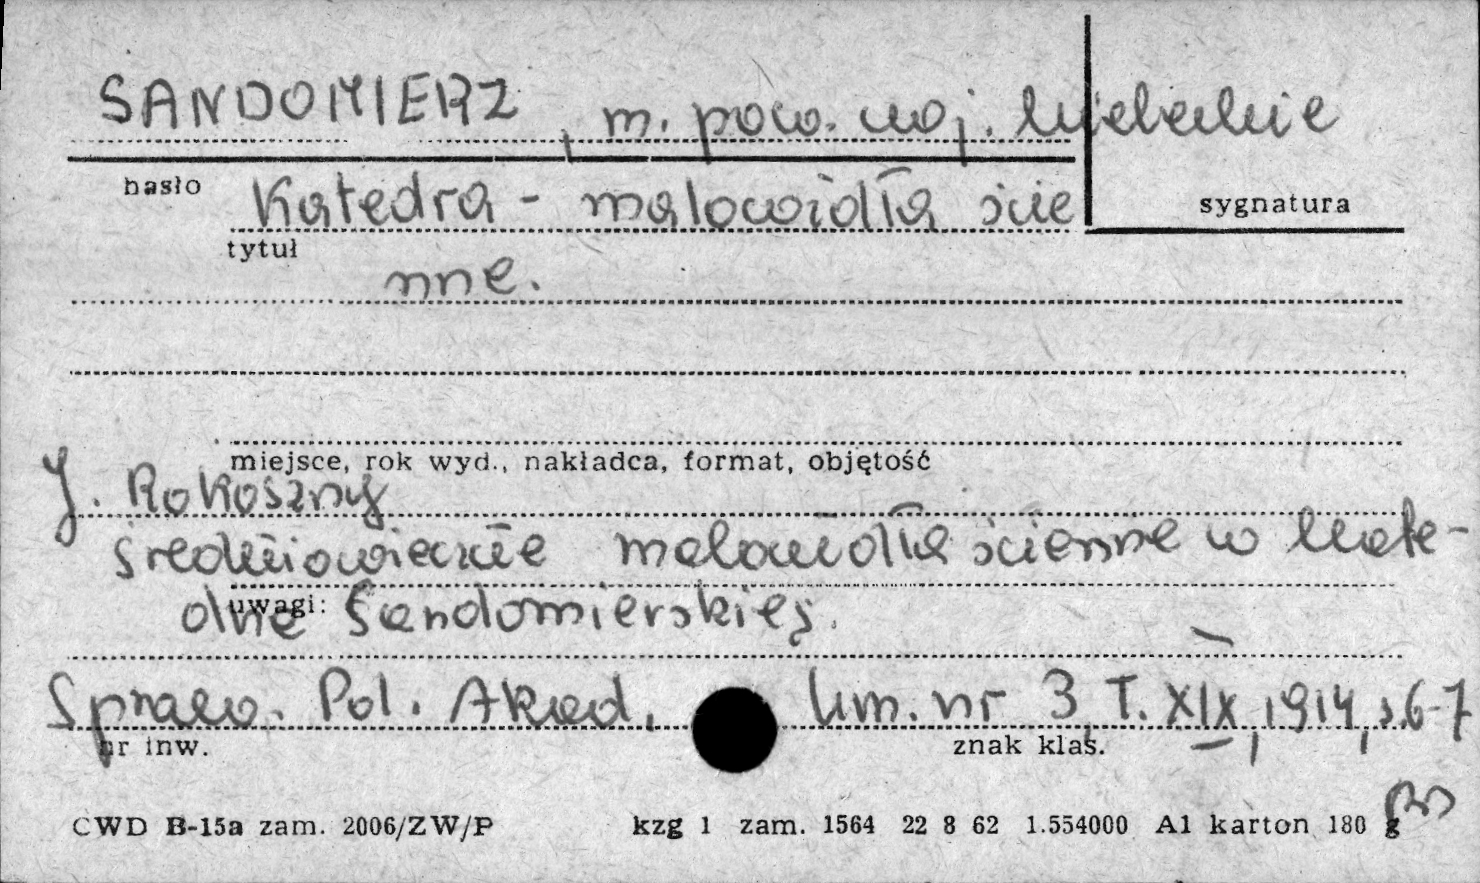 SANDOMIERZ, m. pow. woj. kieleckie
hasło
Katedra - malowidła ście
sygnatura
tytuł
nne.
miejsce, rok wyd., nakładca, format, objętość
J. Rokoszny
Średniowieczne malowidła ścienne w kate-
drze Sandomierskiej.
uwagi:
Spraw. Pol. Akad. Um. nr 3 T. XIX, 1914, s. 6-7
nr inw.
znak klas.
CWD B-15a zam. 2006/ZW/P kzg 1 zam. 1564 22 8 62 1.554000 A1 karton 180 g